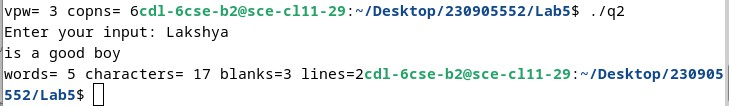 vpw= 3 copns= 6cdl-6cse-b2@sce-cl11-29:~/Desktop/230905552/Lab5$ ./q2
Enter your input: Lakshya
is a good boy
words= 5 characters= 17 blanks=3 lines=2cdl-6cse-b2@sce-cl11-29:~/Desktop/230905
552/Lab5$